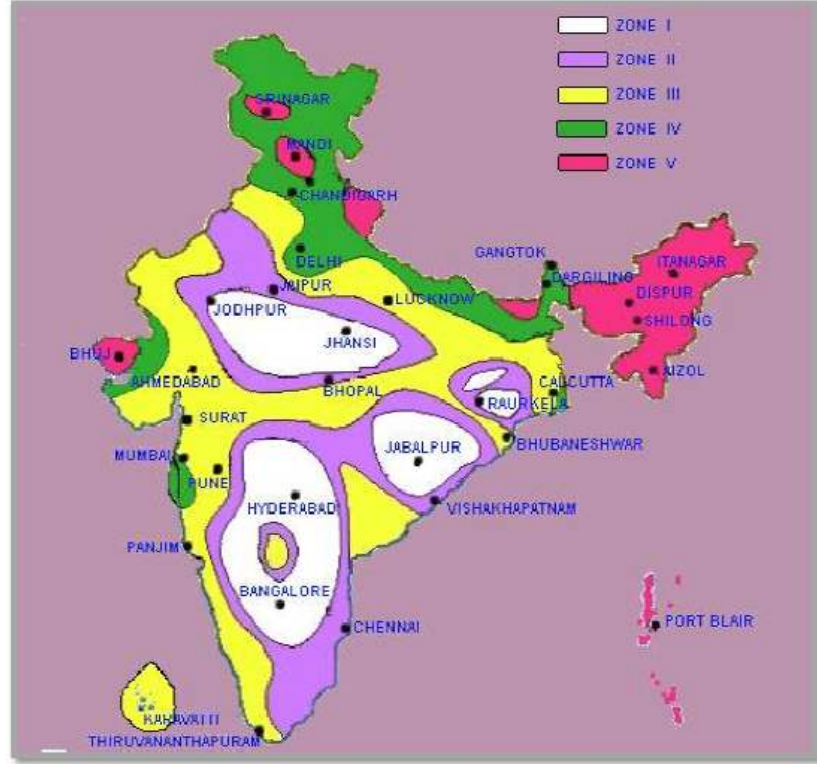 ZONE I
ZONE II
ZONE III
ZONE IV
ZONE V
SRINAGAR
MANDI
CHANDIGARH
DELHI
GANGTOK
DARGILING
ITANAGAR
DISPUR
SHILONG
AIZOL
JAIPUR
LUCKNOW
JODHPUR
JHANSI
BHUJ
AHMEDABAD
BHOPAL
CALCUTTA
RAURKELA
SURAT
BHUBANESHWAR
JABALPUR
MUMBAI
PUNE
HYDERABAD
VISHAKHAPATNAM
PANJIM
BANGALORE
CHENNAI
PORT BLAIR
KARAVATTI
THIRUVANANTHAPURAM